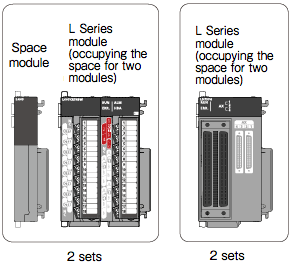 Space
module
L Series
module
(occupying the
space for two
modules)
2 sets
L Series
module
(occupying the
space for two
modules)
2 sets